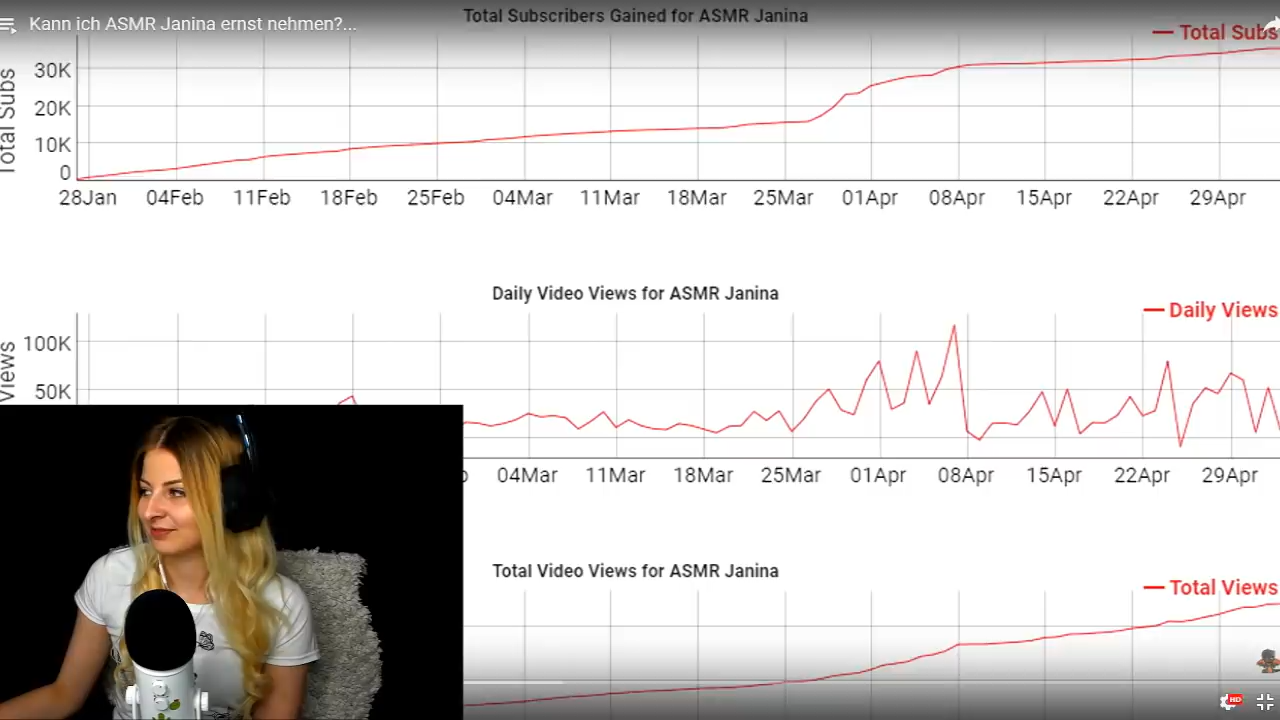 Kann ich ASMR Janina ernst nehmen?...
Total Subscribers Gained for ASMR Janina
Total Subs
Total Subs
30K
20K
10K
0
28Jan 04Feb 11Feb 18Feb 25Feb 04Mar 11Mar 18Mar 25Mar 01Apr 08Apr 15Apr 22Apr 29Apr
Daily Video Views for ASMR Janina
Daily Views
Views
100K
50K
04Mar 11Mar 18Mar 25Mar 01Apr 08Apr 15Apr 22Apr 29Apr
Total Video Views for ASMR Janina
Total Views
HD